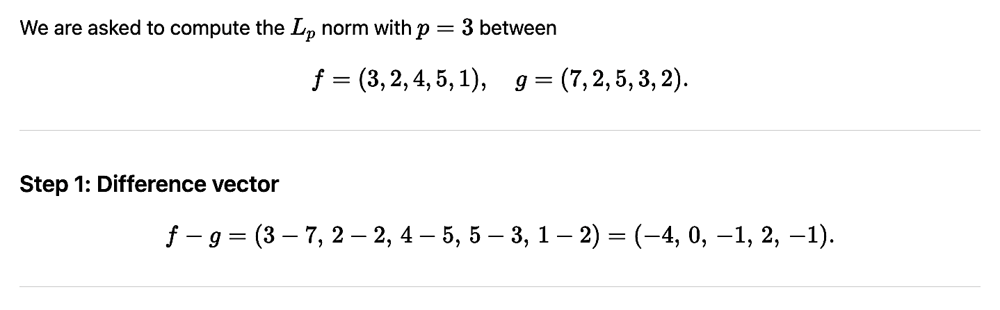 We are asked to compute the $L_p$ norm with $p = 3$ between
$f = (3, 2, 4, 5, 1), \quad g = (7, 2, 5, 3, 2).$
Step 1: Difference vector
$f - g = (3 - 7, 2 - 2, 4 - 5, 5 - 3, 1 - 2) = (-4, 0, -1, 2, -1).$